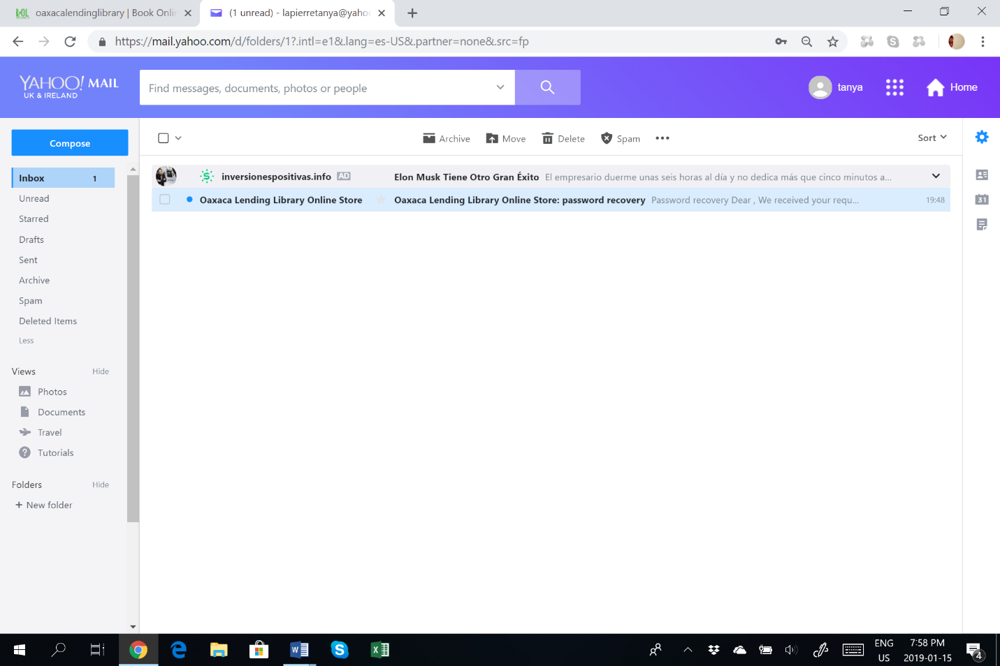 oaxacalendinglibrary | Book Onlin
(1 unread) - lapierretanya@yahoo
https://mail.yahoo.com/d/folders/1?.intl=e1&.lang=es-US&.partner=none&.src=fp
YAHOO! MAIL
UK & IRELAND
Find messages, documents, photos or people
tanya
Home
Compose
Archive
Move
Delete
Spam
Sort
Inbox 1
inversionespositivas.info AD Elon Musk Tiene Otro Gran Éxito El empresario duerme unas seis horas al día y no dedica más que cinco minutos a...
Unread
Oaxaca Lending Library Online Store Oaxaca Lending Library Online Store: password recovery Password recovery Dear , We received your requ... 19:48
31
Starred
Drafts
Sent
Archive
Spam
Deleted Items
Less
Views Hide
Photos
Documents
Travel
Tutorials
Folders Hide
+ New folder
ENG
US
7:58 PM
2019-01-15
4